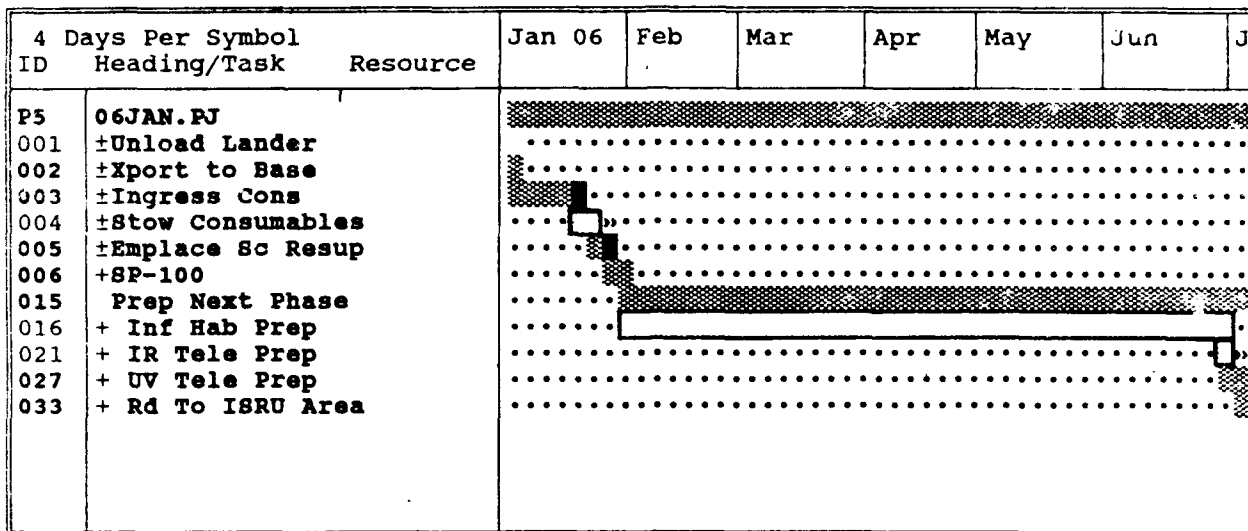 4 Days Per Symbol Jan 06 Feb Mar Apr May Jun J
ID Heading/Task Resource
P5 06JAN.PJ
001 ±Unload Lander
002 ±Xport to Base
003 ±Ingress Cons
004 ±Stow Consumables
005 ±Emplace Sc Resup
006 +SP-100
015 Prep Next Phase
016 + Inf Hab Prep
021 + IR Tele Prep
027 + UV Tele Prep
033 + Rd To ISRU Area